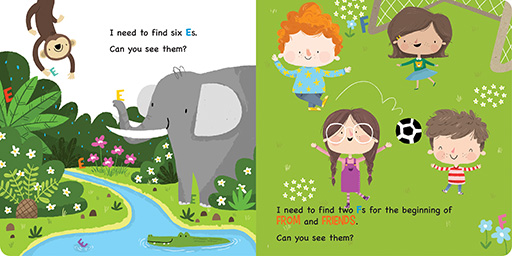 I need to find six Es.
Can you see them?
E
E
E
E
E
E
I need to find two Fs for the beginning of
FROM and FRIENDS.
Can you see them?
F
F